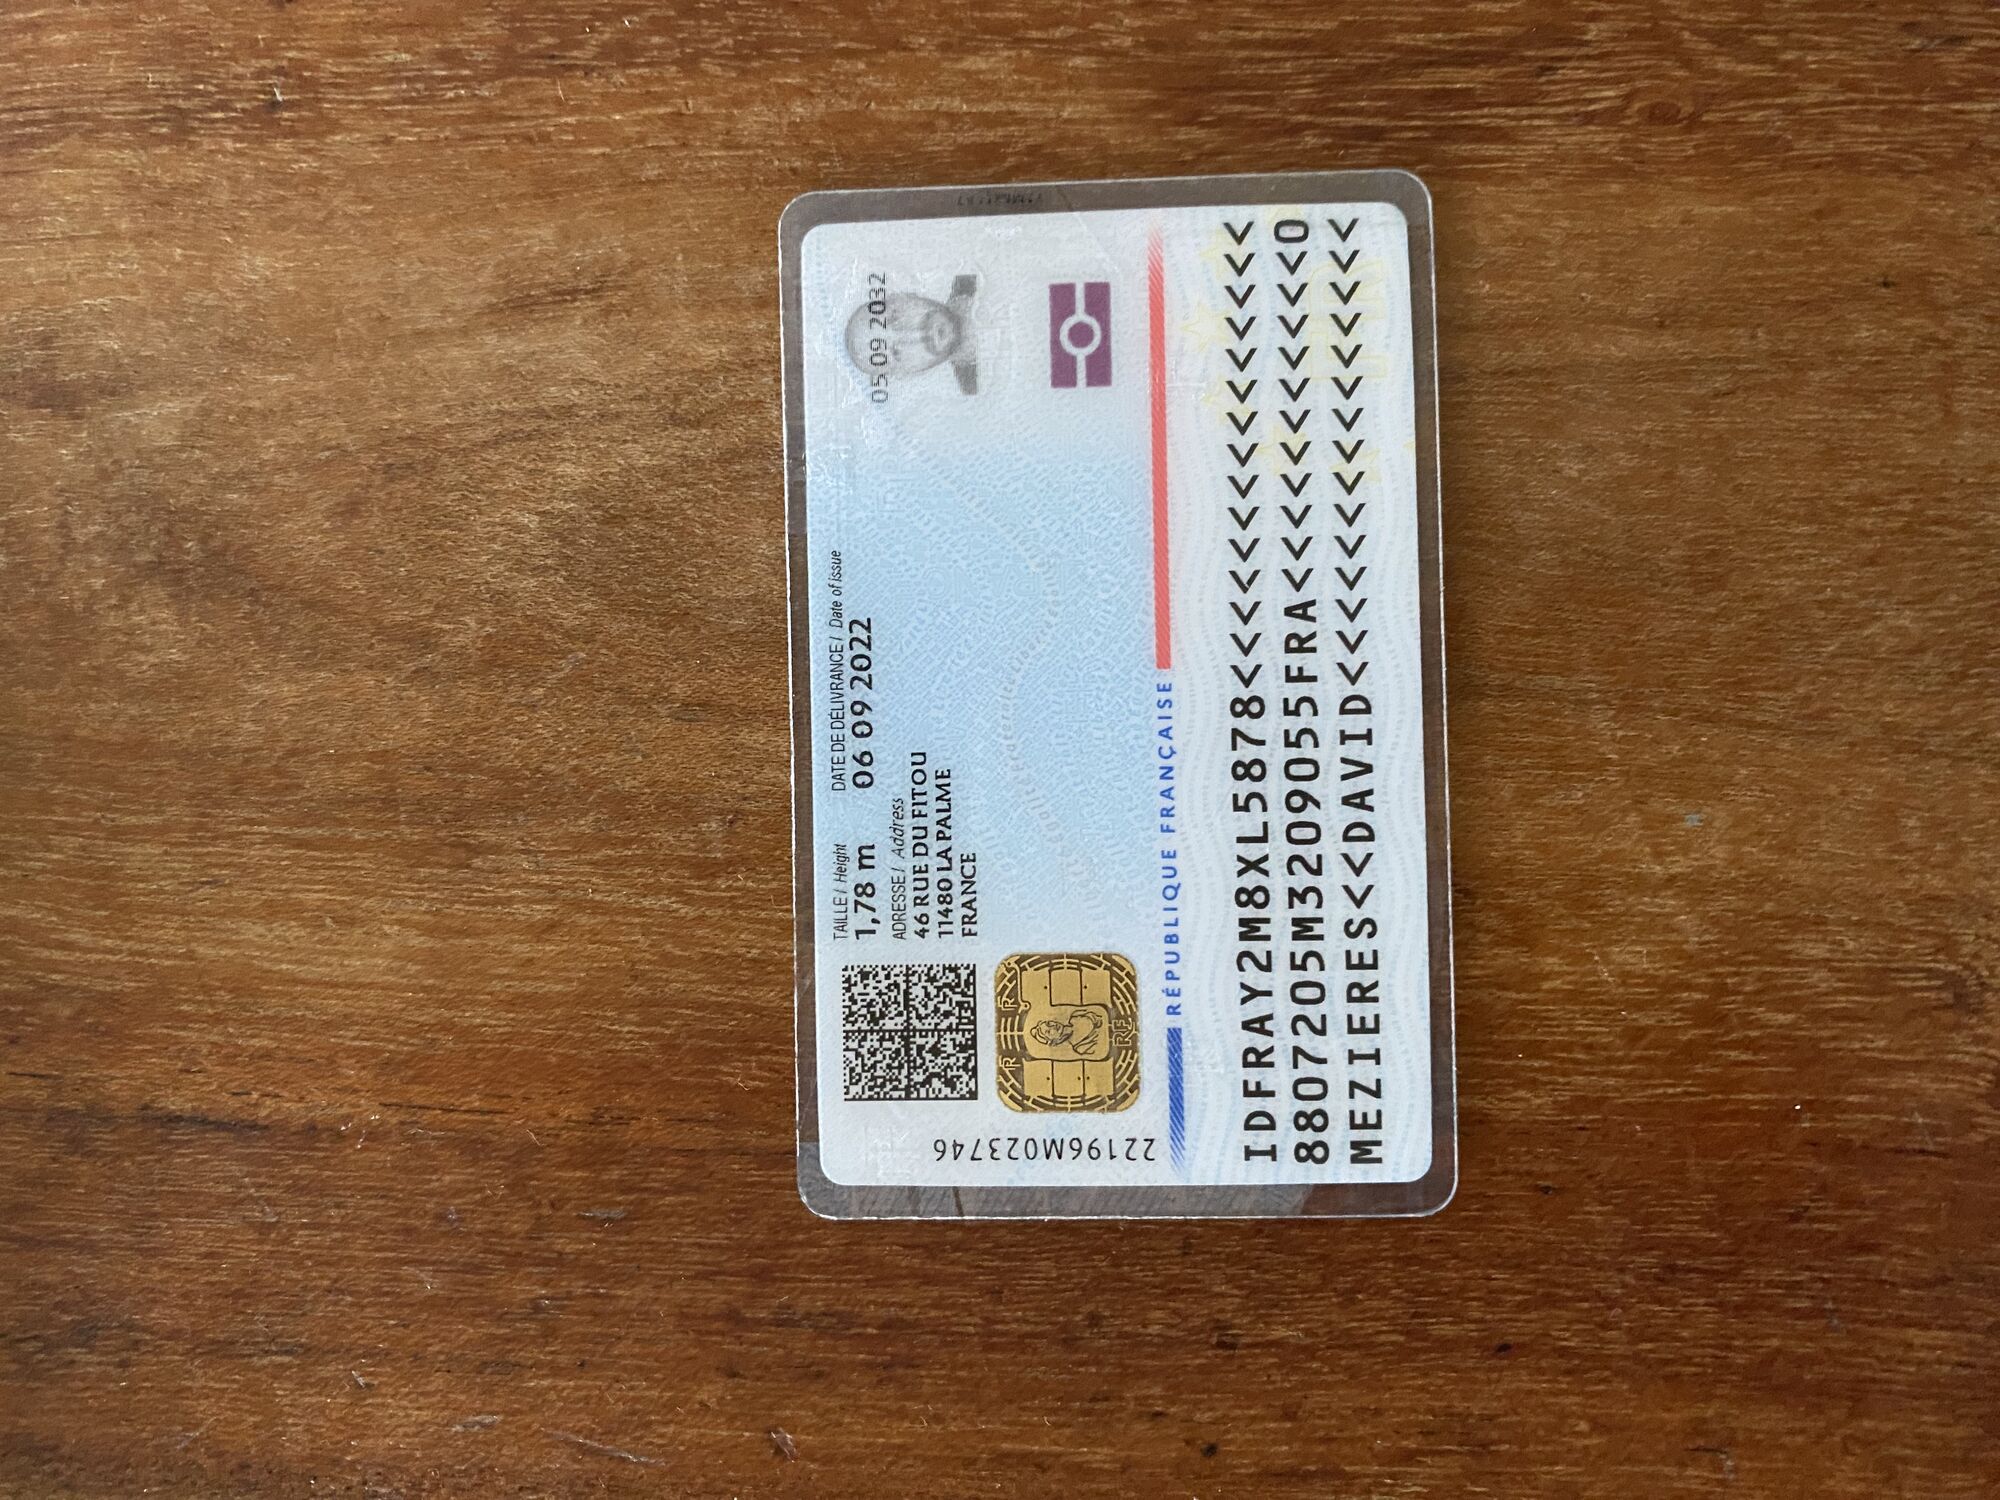 TAILLE / Height
1,78 m
DATE DE DÉLIVRANCE / Date of issue
06 09 2022
ADRESSE / Address
46 RUE DU FITOU
11480 LA PALME
FRANCE
05 09 2032
22196M023746
RÉPUBLIQUE FRANÇAISE
IDFRAY2M8XL5878<<<<<<<<<<<<<<<
8807205M3209055FRA<<<<<<<<<<<0
MEZIERES<<DAVID<<<<<<<<<<<<<<<